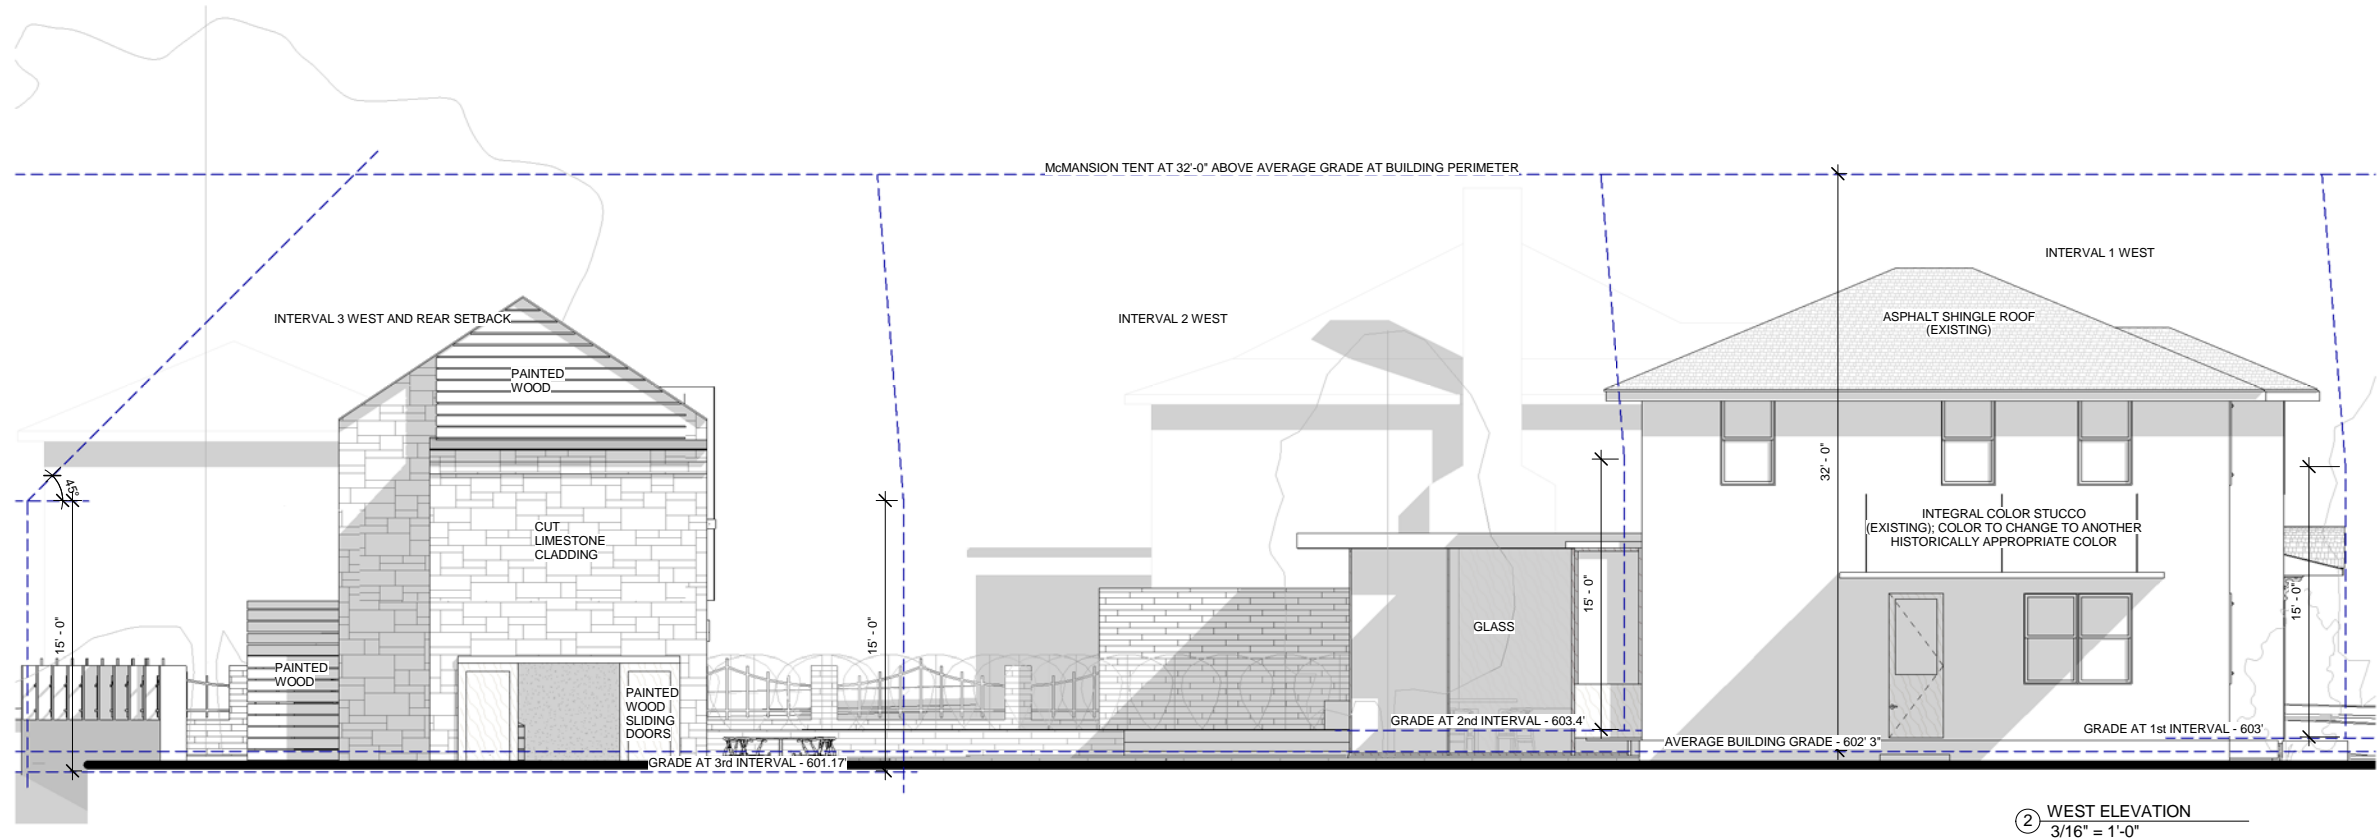 McMANSION TENT AT 32'-0" ABOVE AVERAGE GRADE AT BUILDING PERIMETER
INTERVAL 1 WEST
INTERVAL 3 WEST AND REAR SETBACK
INTERVAL 2 WEST
ASPHALT SHINGLE ROOF
(EXISTING)
PAINTED
WOOD
45°
32' - 0"
CUT
LIMESTONE
CLADDING
INTEGRAL COLOR STUCCO
(EXISTING); COLOR TO CHANGE TO ANOTHER
HISTORICALLY APPROPRIATE COLOR
15' - 0"
15' - 0"
15' - 0"
15' - 0"
GLASS
PAINTED
WOOD
PAINTED
WOOD
SLIDING
DOORS
GRADE AT 2nd INTERVAL - 603.4'
GRADE AT 1st INTERVAL - 603'
AVERAGE BUILDING GRADE - 602' 3"
GRADE AT 3rd INTERVAL - 601.17'
2
WEST ELEVATION
3/16" = 1'-0"